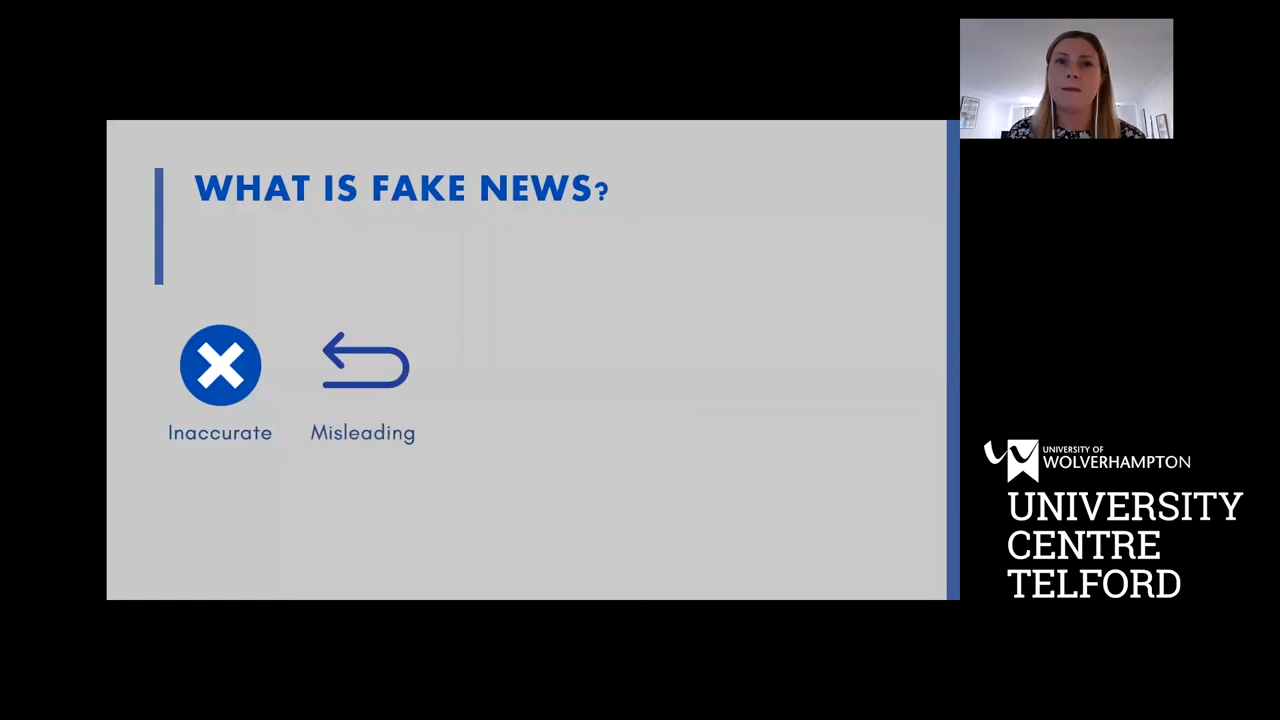 WHAT IS FAKE NEWS?
Inaccurate
Misleading
UNIVERSITY OF
WOLVERHAMPTON
UNIVERSITY
CENTRE
TELFORD